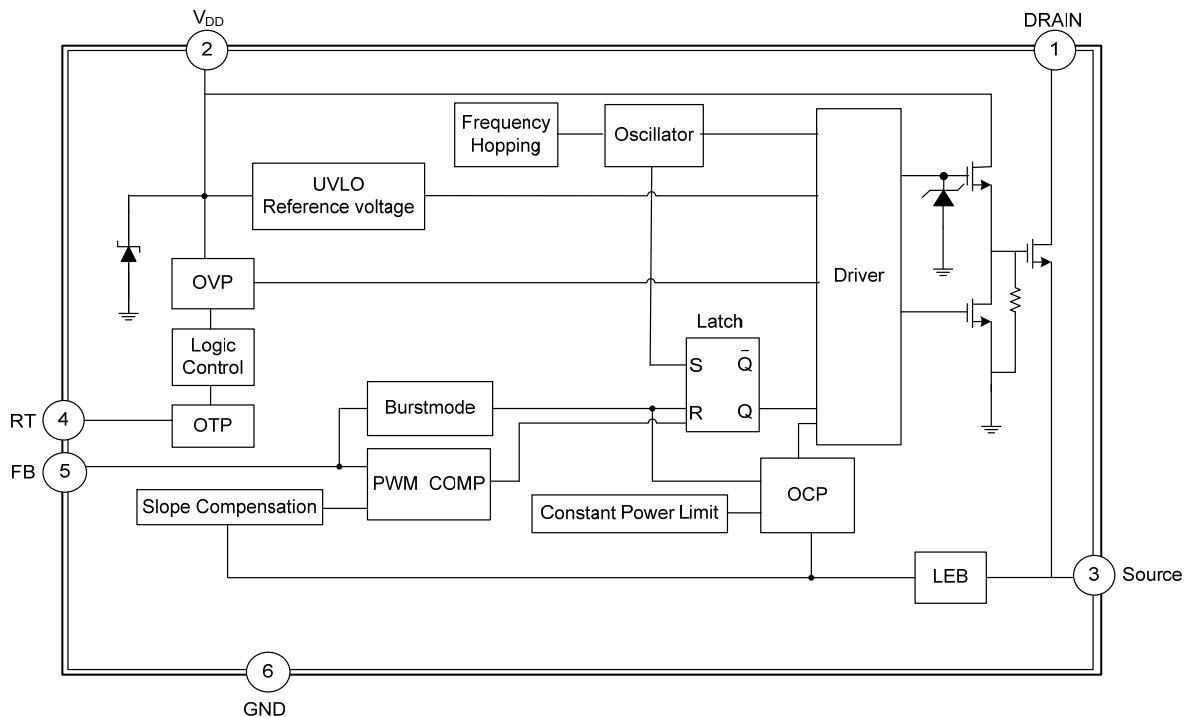 VDD
DRAIN
2
1
Frequency
Hopping
Oscillator
UVLO
Reference voltage
OVP
Driver
Latch
Logic
Control
S
Q̅
Burstmode
R
Q
RT
4
OTP
FB
5
PWM COMP
OCP
Slope Compensation
Constant Power Limit
LEB
3
Source
6
GND